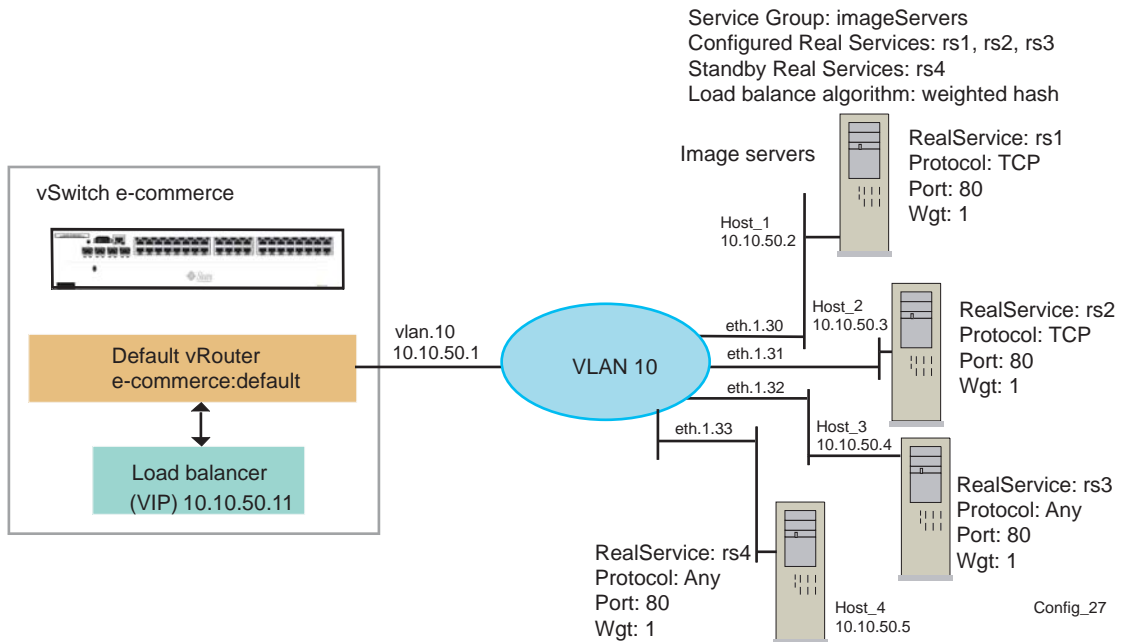 Service Group: imageServers
Configured Real Services: rs1, rs2, rs3
Standby Real Services: rs4
Load balance algorithm: weighted hash
Image servers
RealService: rs1
Protocol: TCP
Port: 80
Wgt: 1
Host_1
10.10.50.2
vSwitch e-commerce
Sun
Default vRouter
e-commerce:default
Load balancer
(VIP) 10.10.50.11
vlan.10
10.10.50.1
VLAN 10
eth.1.30
eth.1.31
eth.1.32
eth.1.33
Host_2
10.10.50.3
RealService: rs2
Protocol: TCP
Port: 80
Wgt: 1
Host_3
10.10.50.4
RealService: rs3
Protocol: Any
Port: 80
Wgt: 1
RealService: rs4
Protocol: Any
Port: 80
Wgt: 1
Host_4
10.10.50.5
Config_27